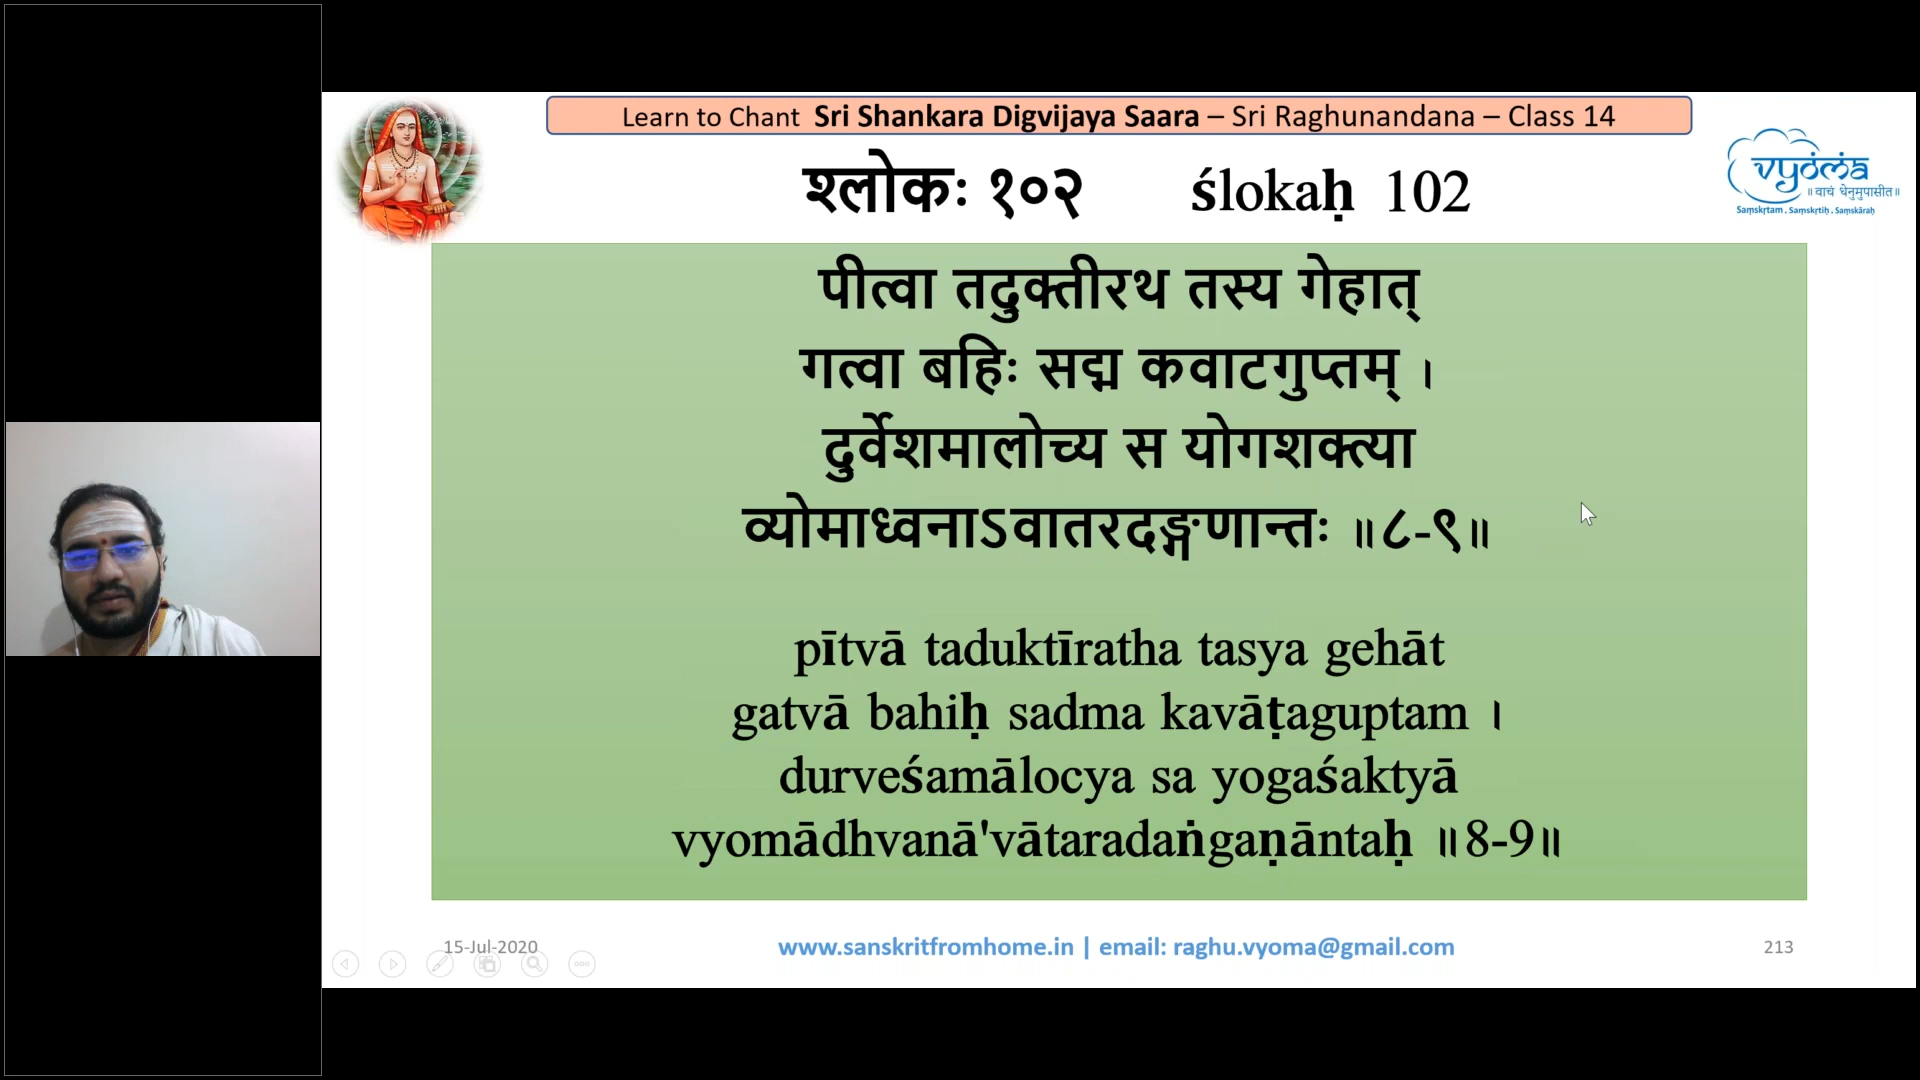 Learn to Chant Sri Shankara Digvijaya Saara – Sri Raghunandana – Class 14
vyoma
॥ वाचं धेनुमुपासीत॥
Saṃskṛtam . Saṃskṛtiḥ . Saṃskāraḥ
श्लोकः १०२ ślokaḥ 102
पीत्वा तदुक्तीरथ तस्य गेहात्
गत्वा बहिः सद्म कवाटगुप्तम् ।
दुर्वेशमालोच्य स योगशक्त्या
व्योमाध्वनाऽवातरदङ्गणान्तः ॥८-९॥
pītvā taduktīratha tasya gehāt
gatvā bahiḥ sadma kavāṭaguptam ।
durveśamālocya sa yogaśaktyā
vyomādhvanā'vātaradaṅgaṇāntaḥ ॥8-9॥
15-Jul-2020 www.sanskritfromhome.in | email: raghu.vyoma@gmail.com 213